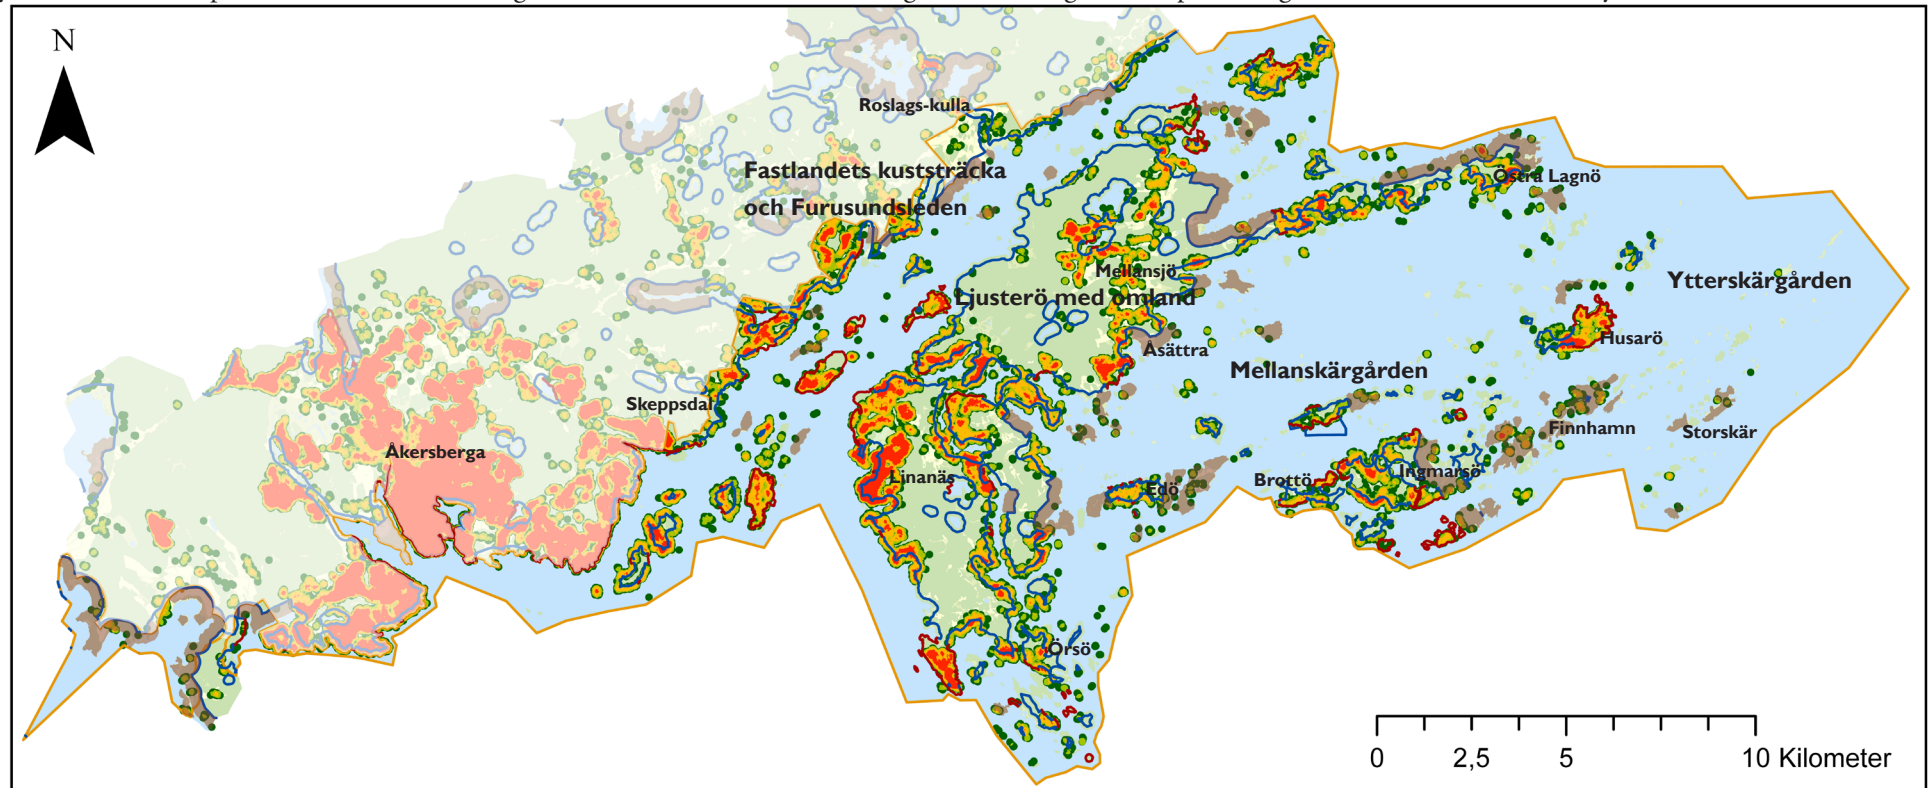 N
Roslags-kulla
Fastlandets kuststräcka
och Furusundsleden
Östra Lagnö
Mellansjö
Ljusterö med omland
Ytterskärgården
Husarö
Åsättra
Mellanskärgården
Skeppsdal
Finnhamn
Storskär
Åkersberga
Linanäs
Edö
Brottö
Ingmarsö
Örsö
0 2,5 5 10 Kilometer